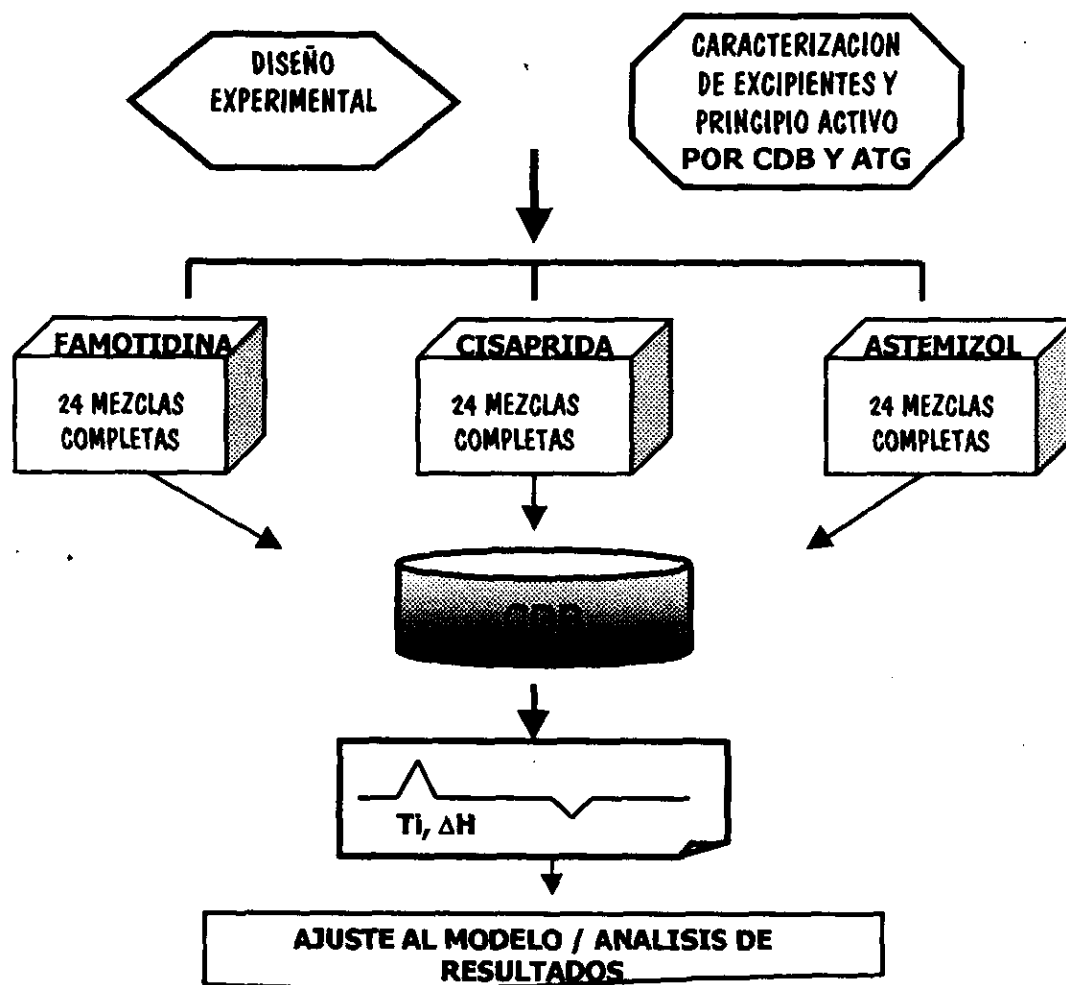 DISEÑO
EXPERIMENTAL
CARACTERIZACION
DE EXCIPIENTES Y
PRINCIPIO ACTIVO
POR CDB Y ATG
FAMOTIDINA
24 MEZCLAS
COMPLETAS
CISAPRIDA
24 MEZCLAS
COMPLETAS
ASTEMIZOL
24 MEZCLAS
COMPLETAS
Ti, ΔH
AJUSTE AL MODELO / ANALISIS DE
RESULTADOS